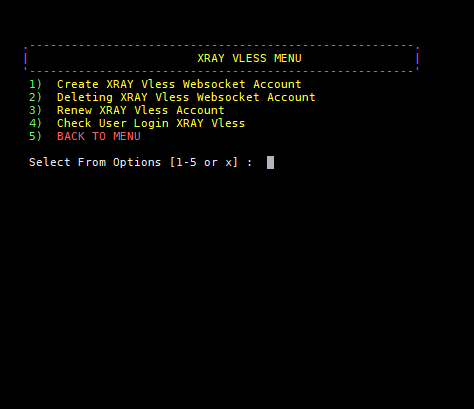 XRAY VLESS MENU
1) Create XRAY Vless Websocket Account
2) Deleting XRAY Vless Websocket Account
3) Renew XRAY Vless Account
4) Check User Login XRAY Vless
5) BACK TO MENU
Select From Options [1-5 or x] :